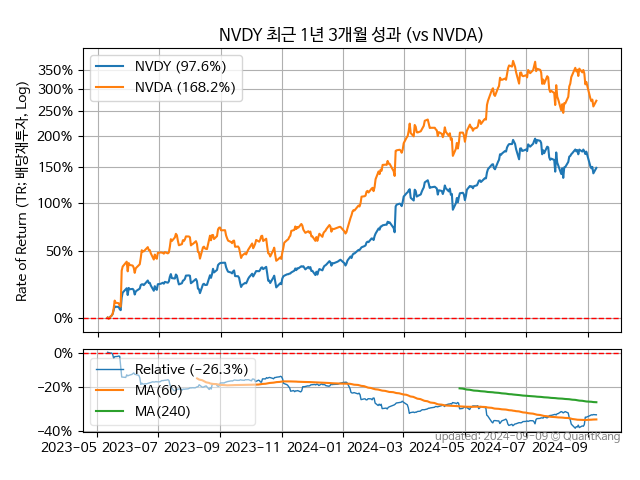 NVDY 최근 1년 3개월 성과 (vs NVDA)
Rate of Return (TR: 배당재투자, Log)
350%
300%
250%
200%
150%
100%
50%
0%
NVDY (97.6%)
NVDA (168.2%)
0%
−20%
−40%
Relative (−26.3%)
MA(60)
MA(240)
updated: 2024-09-09 © QuantKang
2023−05 2023−07 2023−09 2023−11 2024−01 2024−03 2024−05 2024−07 2024−09